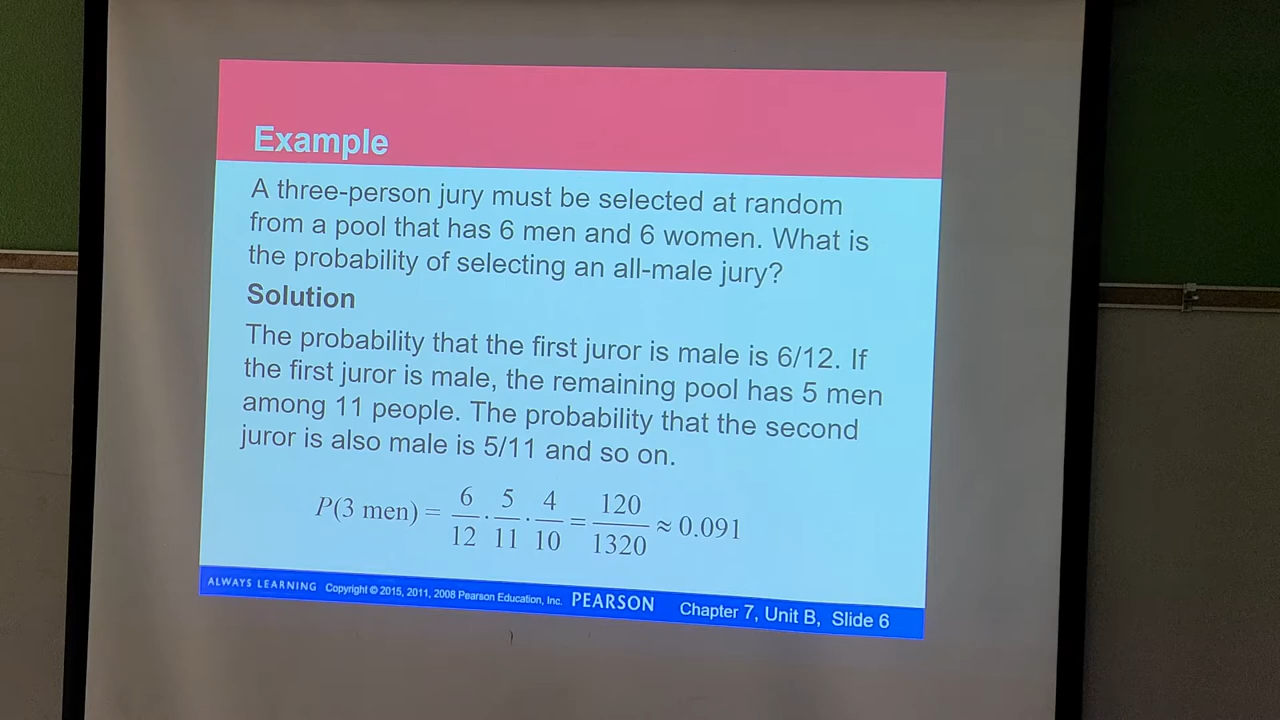 Example
A three-person jury must be selected at random
from a pool that has 6 men and 6 women. What is
the probability of selecting an all-male jury?
Solution
The probability that the first juror is male is 6/12. If
the first juror is male, the remaining pool has 5 men
among 11 people. The probability that the second
juror is also male is 5/11 and so on.
P(3 men) = 6/12 · 5/11 · 4/10 = 120/1320 ≈ 0.091
ALWAYS LEARNING Copyright © 2015, 2011, 2008 Pearson Education, Inc. PEARSON Chapter 7, Unit B, Slide 6